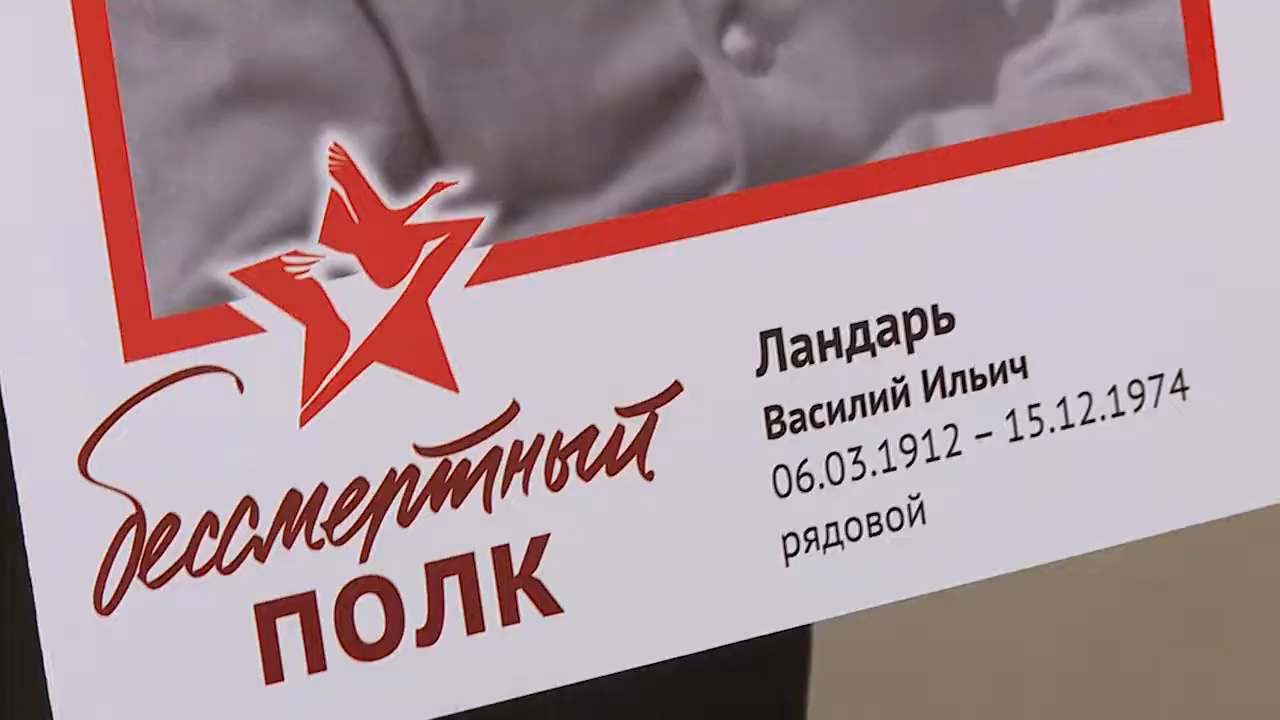 бессмертный
ПОЛК
Ландарь
Василий Ильич
06.03.1912 – 15.12.1974
рядовой